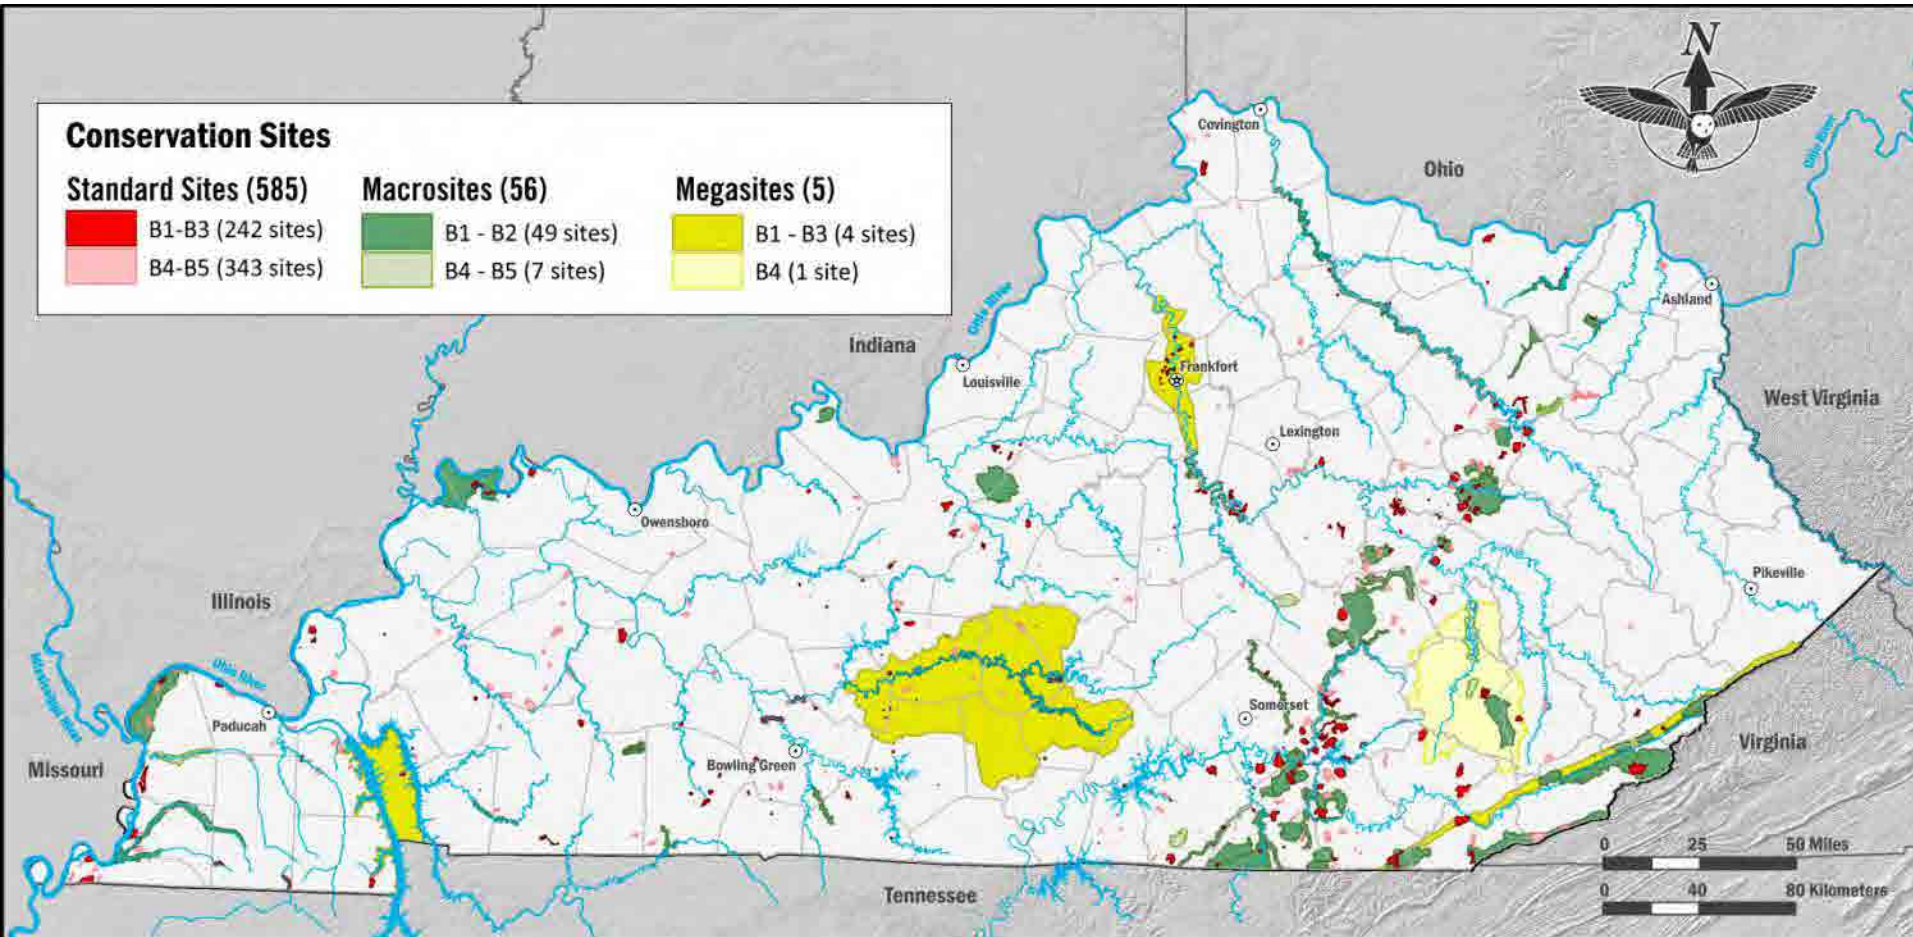 Conservation Sites
Standard Sites (585)
B1-B3 (242 sites)
B4-B5 (343 sites)
Macrosites (56)
B1 - B2 (49 sites)
B4 - B5 (7 sites)
Megasites (5)
B1 - B3 (4 sites)
B4 (1 site)
N
Covington
Ohio
Ohio River
Ashland
Ohio River
Indiana
Louisville
Frankfort
West Virginia
Lexington
Owensboro
Pikeville
Illinois
Mississippi River
Ohio River
Paducah
Somerset
Missouri
Bowling Green
Virginia
Tennessee
0 25 50 Miles
0 40 80 Kilometers